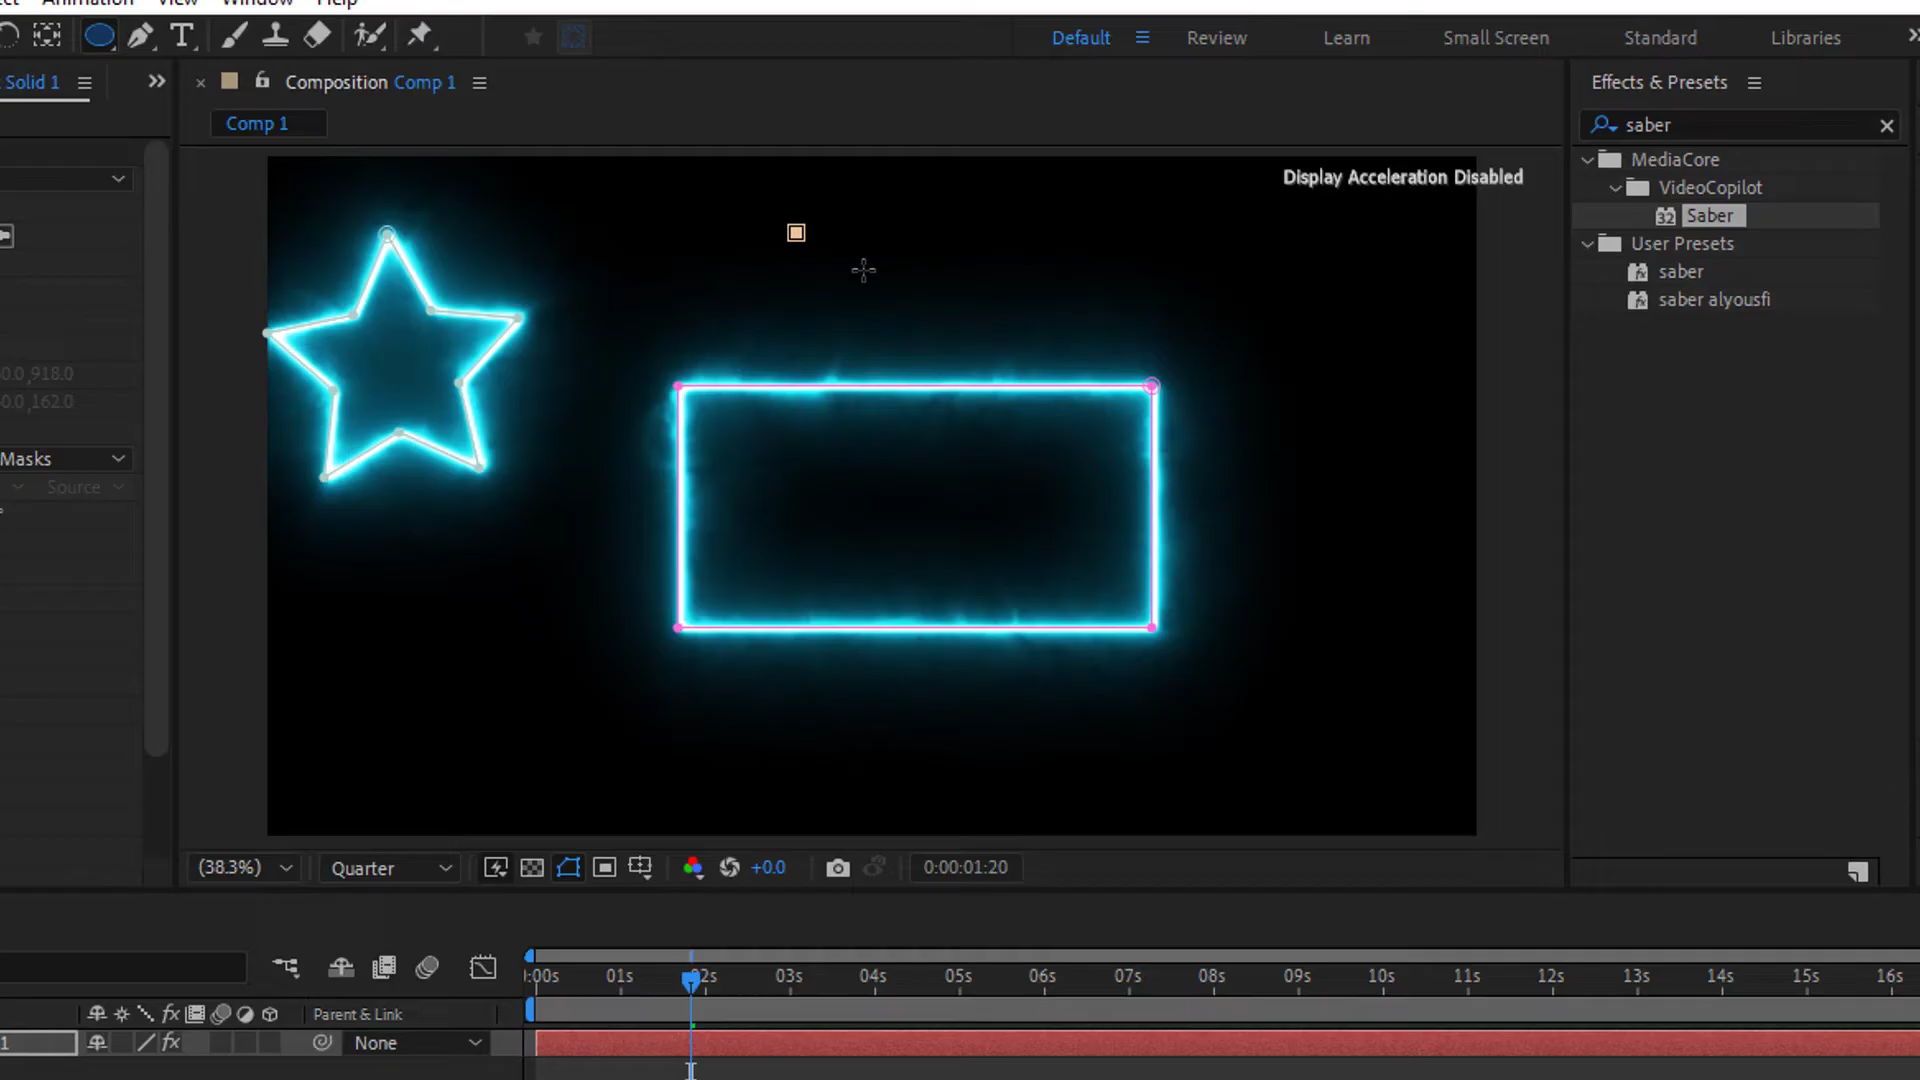 Animation View Window Help
Default Review Learn Small Screen Standard Libraries
Solid 1
Composition Comp 1
Effects & Presets
Comp 1
saber
MediaCore
VideoCopilot
32 Saber
User Presets
saber
saber alyousfi
Display Acceleration Disabled
0.0,918.0
0.0,162.0
Masks
Source
(38.3%) Quarter +0.0 0:00:01:20
:00s 01s 02s 03s 04s 05s 06s 07s 08s 09s 10s 11s 12s 13s 14s 15s 16s
fx Parent & Link
1 fx None